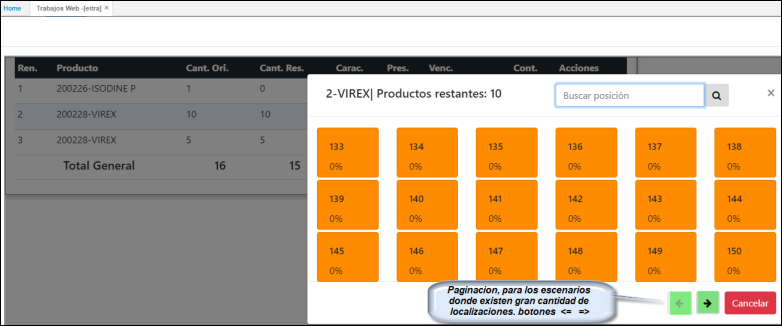 Home Trabajos Web -[eitra] ×
Ren. Producto Cant. Ori. Cant. Res. Carac. Pres. Venc. Cont. Acciones
1 200226-ISODINE P 1 0
2 200228-VIREX 10 10
3 200228-VIREX 5 5
Total General 16 15
2-VIREX| Productos restantes: 10 Buscar posición ×
133 134 135 136 137 138
0% 0% 0% 0% 0% 0%
139 140 141 142 143 144
0% 0% 0% 0% 0% 0%
145 146 147 148 149 150
0% 0% 0% 0% 0% 0%
Paginacion, para los escenarios
donde existen gran cantidad de
localizaciones. botones <= =>
Cancelar